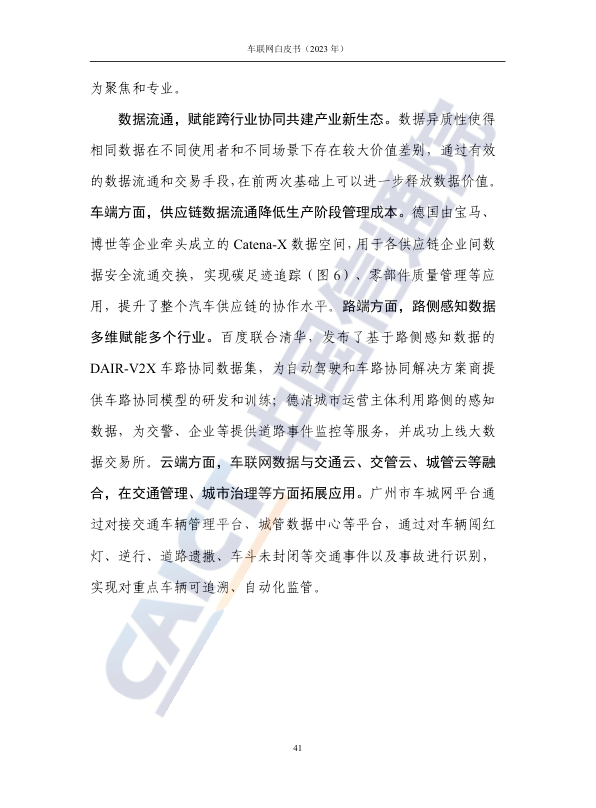 车联网白皮书（2023 年）
为聚焦和专业。
数据流通，赋能跨行业协同共建产业新生态。数据异质性使得
相同数据在不同使用者和不同场景下存在较大价值差别，通过有效
的数据流通和交易手段，在前两次基础上可以进一步释放数据价值。
车端方面，供应链数据流通降低生产阶段管理成本。德国由宝马、
博世等企业牵头成立的 Catena-X 数据空间，用于各供应链企业间数
据安全流通交换，实现碳足迹追踪（图 6）、零部件质量管理等应
用，提升了整个汽车供应链的协作水平。路端方面，路侧感知数据
多维赋能多个行业。百度联合清华，发布了基于路侧感知数据的
DAIR-V2X 车路协同数据集，为自动驾驶和车路协同解决方案商提
供车路协同模型的研发和训练；德清城市运营主体利用路侧的感知
数据，为交警、企业等提供道路事件监控等服务，并成功上线大数
据交易所。云端方面，车联网数据与交通云、交管云、城管云等融
合，在交通管理、城市治理等方面拓展应用。广州市车城网平台通
过对接交通车辆管理平台、城管数据中心等平台，通过对车辆闯红
灯、逆行、道路遗撒、车斗未封闭等交通事件以及事故进行识别，
实现对重点车辆可追溯、自动化监管。
CAICT 中国信通院
41